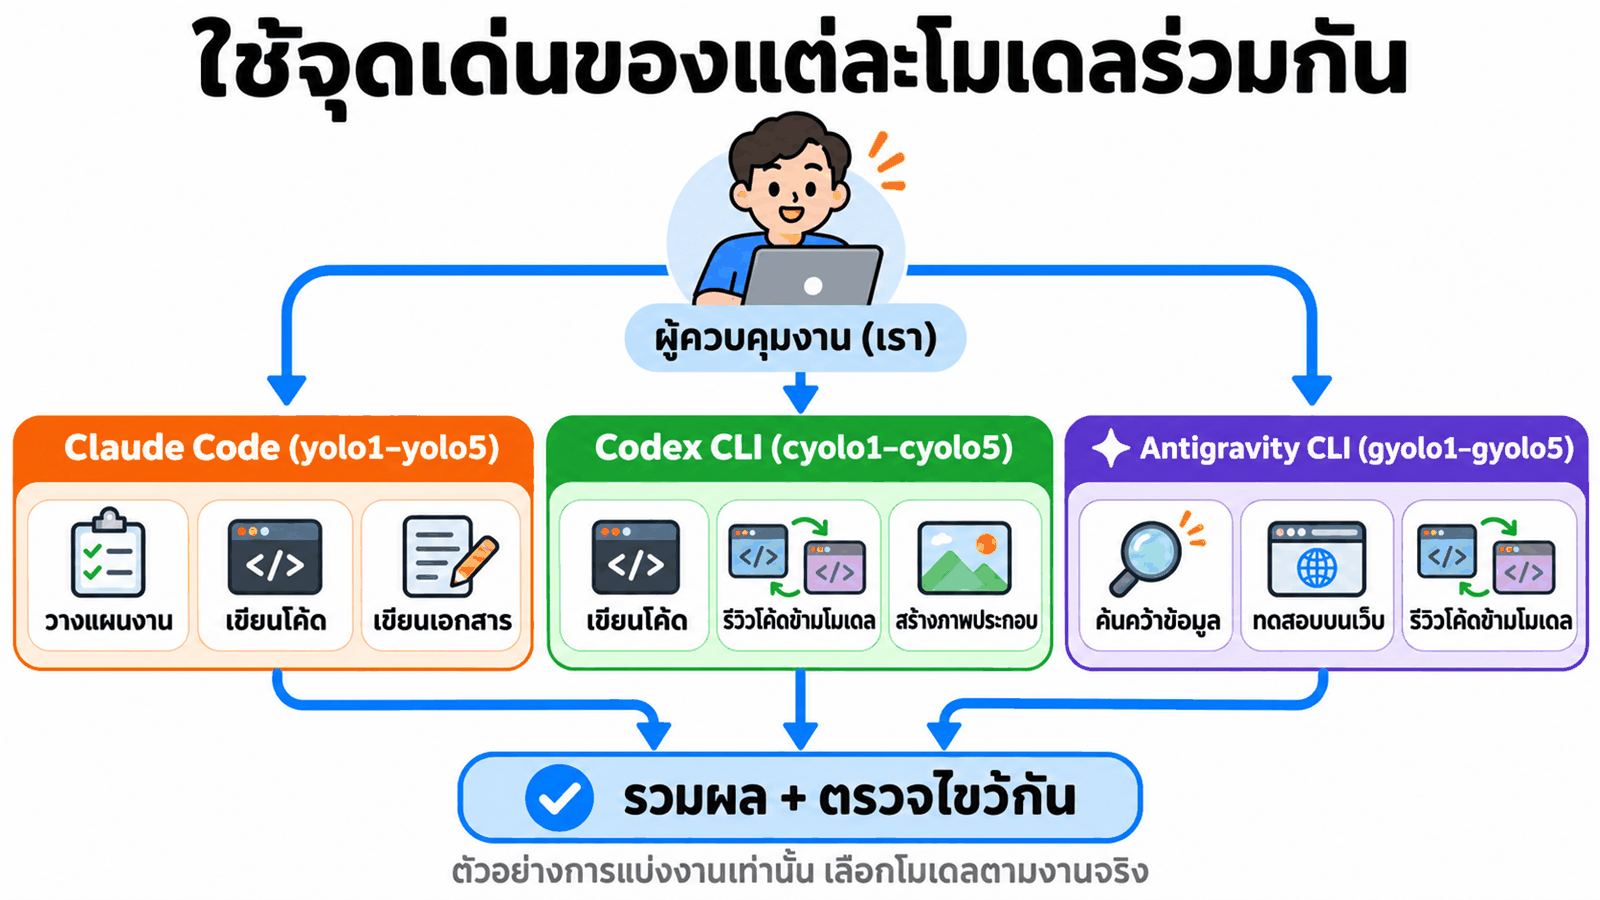 ใช้จุดเด่นของแต่ละโมเดลร่วมกัน
ผู้ควบคุมงาน (เรา)
Claude Code (yolo1–yolo5)
วางแผนงาน
</>
เขียนโค้ด
เขียนเอกสาร
Codex CLI (cyolo1–cyolo5)
</>
เขียนโค้ด
</>
</>
รีวิวโค้ดข้ามโมเดล
สร้างภาพประกอบ
Antigravity CLI (gyolo1–gyolo5)
ค้นคว้าข้อมูล
ทดสอบบนเว็บ
</>
</>
รีวิวโค้ดข้ามโมเดล
รวมผล + ตรวจไขว้กัน
ตัวอย่างการแบ่งงานเท่านั้น เลือกโมเดลตามงานจริง